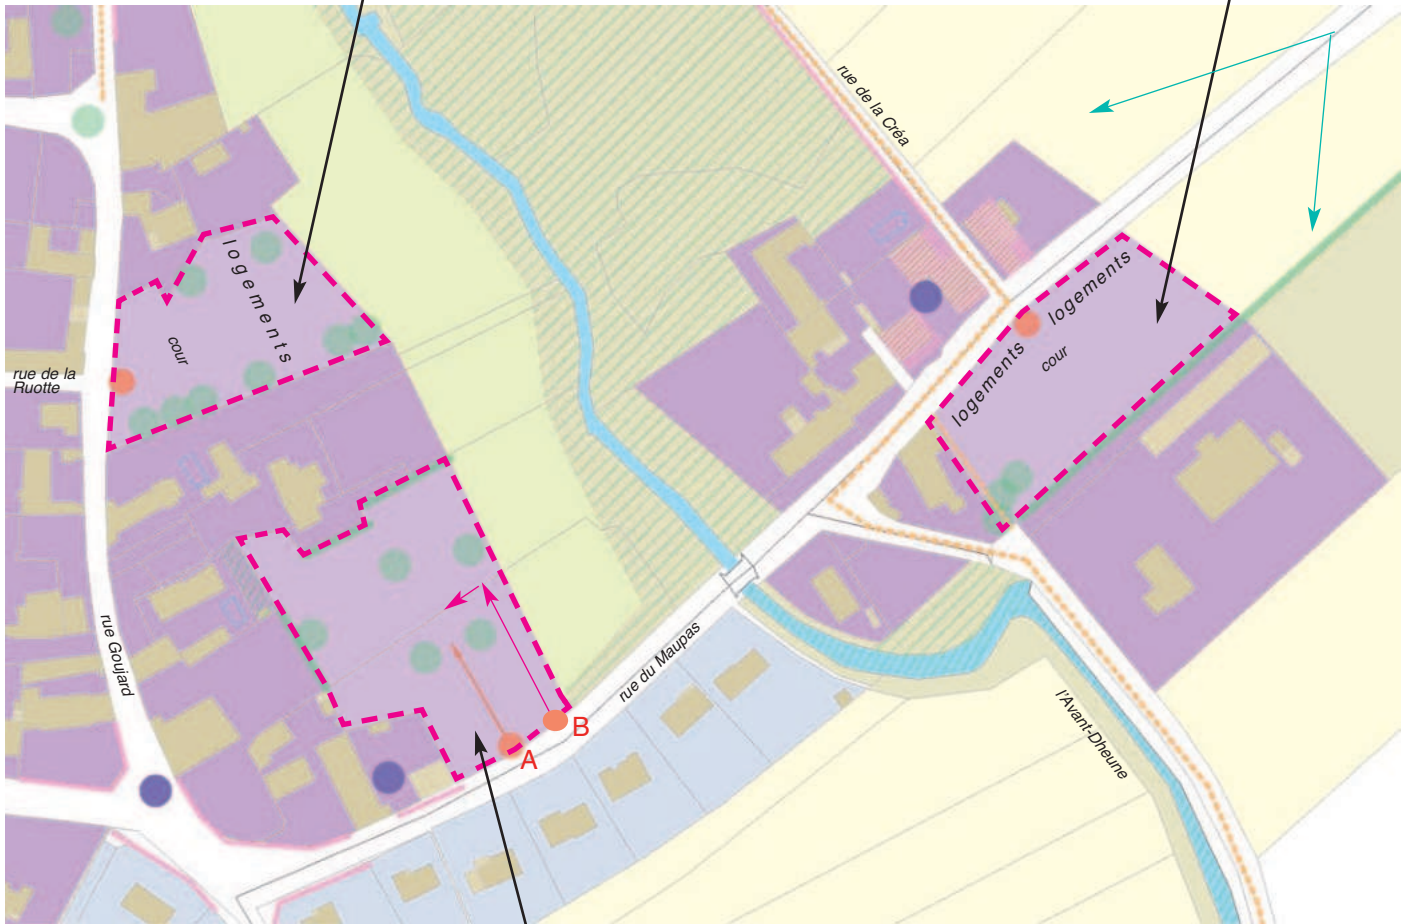 rue de la Créa
logements
cour
rue de la
Ruotte
logements
logements
cour
rue Goujard
rue du Maupas
l'Avant-Dheune
B
A